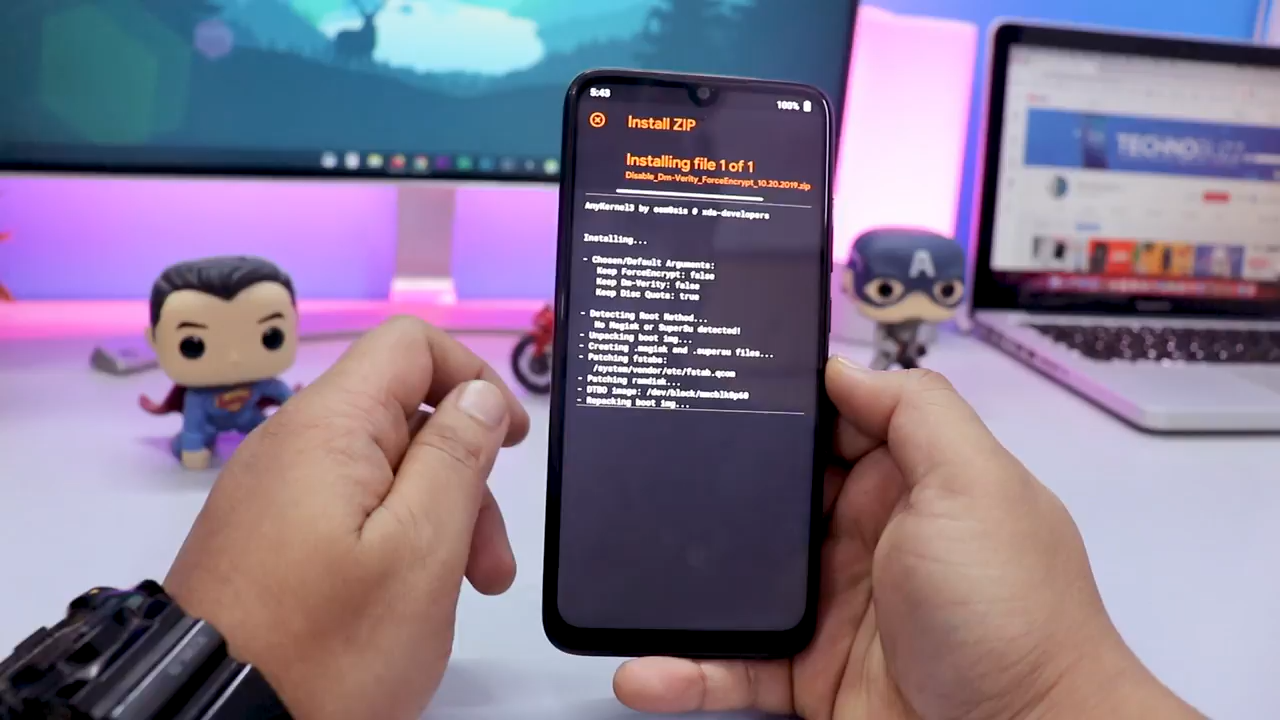 5:43
100%
Install ZIP
Installing file 1 of 1
Disable_Dm-Verity_ForceEncrypt_10.20.2019.zip
AnyKernel3 by osm0sis @ xda-developers
Installing...
- Chosen/Default Arguments:
Keep ForceEncrypt: false
Keep Dm-Verity: false
Keep Disc Quota: true
- Detecting Root Method...
No Magisk or SuperSu detected!
- Unpacking boot img...
- Creating .magisk and .supersu files...
- Patching fstabs:
/system/vendor/etc/fstab.qcom
- Patching ramdisk...
- DTBO image: /dev/block/mmcblk0p60
- Repacking boot img...
TECHNOBUZZ
A